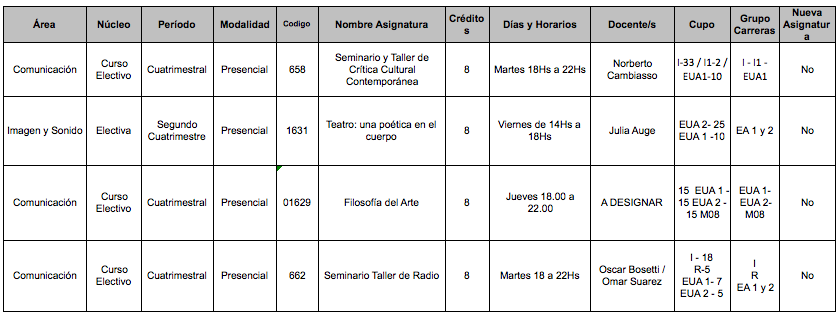 Área Núcleo Período Modalidad Codigo Nombre Asignatura Créditos Días y Horarios Docente/s Cupo Grupo Carreras Nueva Asignatura
Comunicación Curso Electivo Cuatrimestral Presencial 658 Seminario y Taller de Crítica Cultural Contemporánea 8 Martes 18Hs a 22Hs Norberto Cambiasso I-33 / I1-2 / EUA1-10 I - I1 - EUA1 No
Imagen y Sonido Electiva Segundo Cuatrimestre Presencial 1631 Teatro: una poética en el cuerpo 8 Viernes de 14Hs a 18Hs Julia Auge EUA 2- 25 EUA 1 -10 EA 1 y 2 No
Comunicación Curso Electivo Cuatrimestral Presencial 01629 Filosofía del Arte 8 Jueves 18.00 a 22.00 A DESIGNAR 15 EUA 1 - 15 EUA 2 - 15 M08 EUA 1- EUA 2- M08 No
Comunicación Curso Electivo Cuatrimestral Presencial 662 Seminario Taller de Radio 8 Martes 18 a 22Hs Oscar Bosetti / Omar Suarez I - 18 R-5 EUA 1- 7 EUA 2 - 5 I R EA 1 y 2 No